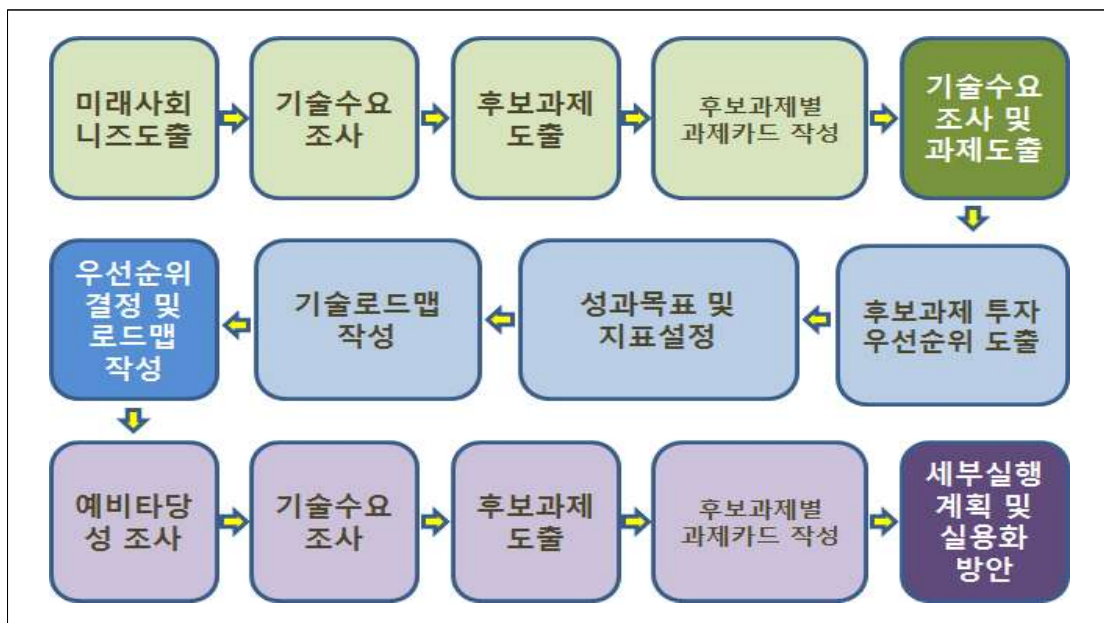 미래사회
니즈도출
기술수요
조사
후보과제
도출
후보과제별
과제카드 작성
기술수요
조사 및
과제도출
후보과제 투자
우선순위 도출
성과목표 및
지표설정
기술로드맵
작성
우선순위
결정 및
로드맵
작성
예비타당
성 조사
기술수요
조사
후보과제
도출
후보과제별
과제카드 작성
세부실행
계획 및
실용화
방안